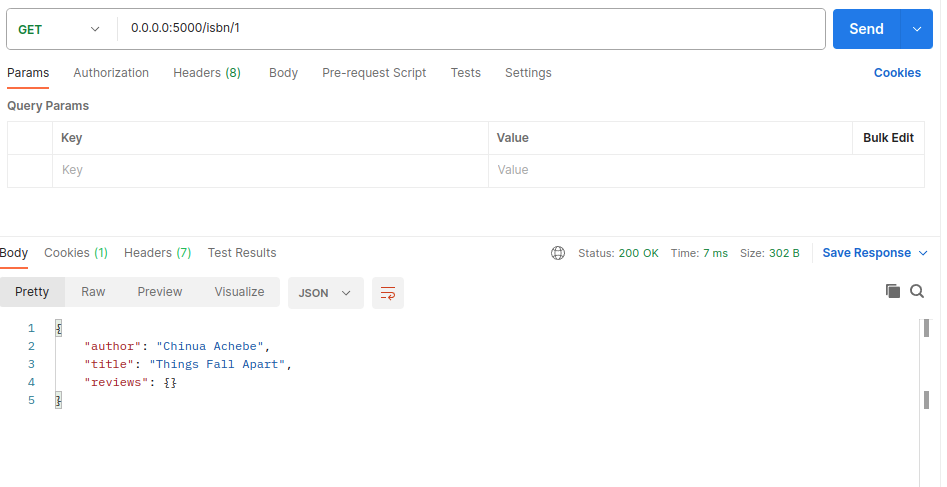 GET 0.0.0.0:5000/isbn/1 Send
Params Authorization Headers (8) Body Pre-request Script Tests Settings Cookies
Query Params
Key Value Bulk Edit
Key Value
Body Cookies (1) Headers (7) Test Results Status: 200 OK Time: 7 ms Size: 302 B Save Response
Pretty Raw Preview Visualize JSON
1 {
2 "author": "Chinua Achebe",
3 "title": "Things Fall Apart",
4 "reviews": {}
5 }